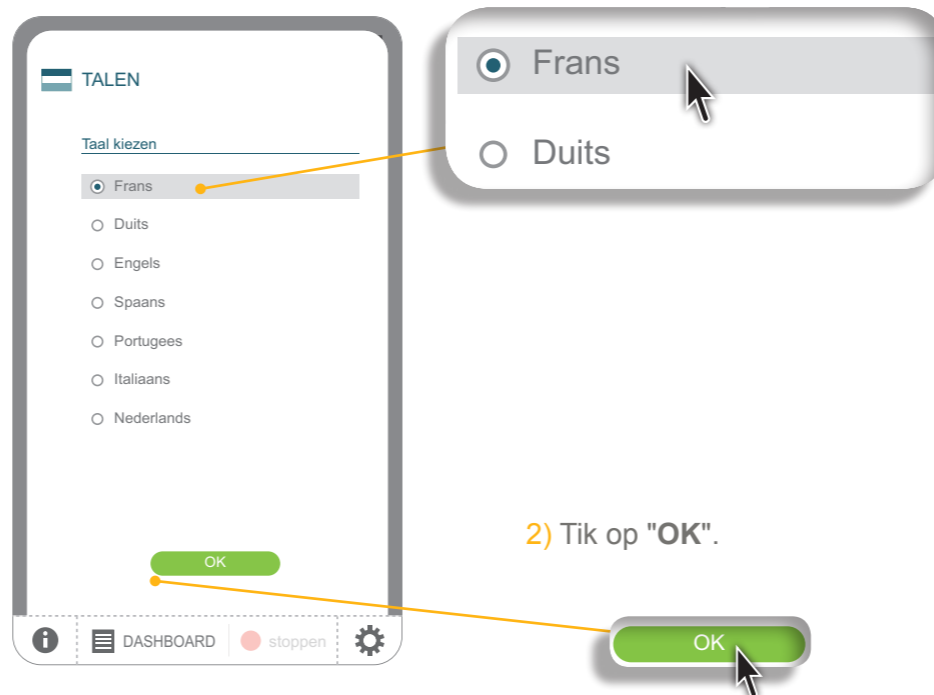 TALEN
Taal kiezen
Frans
Duits
Engels
Spaans
Portugees
Italiaans
Nederlands
OK
DASHBOARD
stoppen
Frans
Duits
2) Tik op "OK".
OK